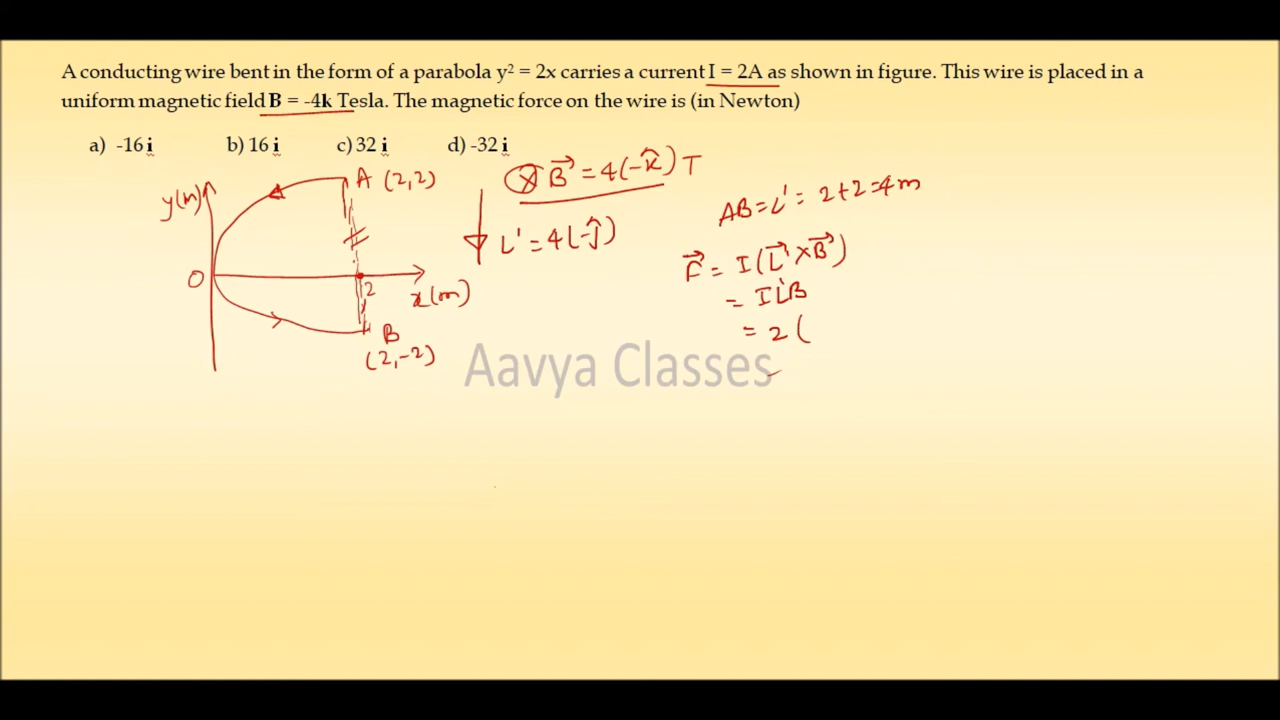 A conducting wire bent in the form of a parabola y² = 2x carries a current I = 2A as shown in figure. This wire is placed in a
uniform magnetic field B = -4k Tesla. The magnetic force on the wire is (in Newton)
a) -16 i b) 16 i c) 32 i d) -32 i
y(m) A (2,2)
⊗ B⃗ = 4(-k̂) T
L' = 4(-ĵ)
O 2 x(m)
B
(2,-2)
AB = L' = 2+2 = 4 m
F⃗ = I(L⃗' × B⃗)
= IL'B
= 2 (
Aavya Classes